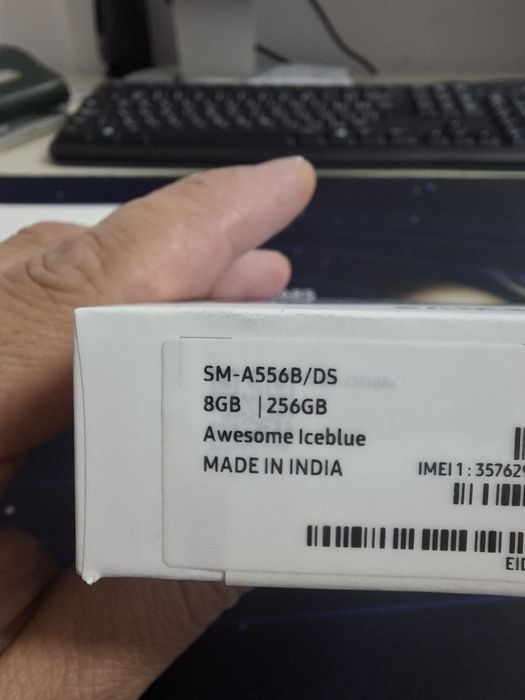 SM-A556B/DS
8GB | 256GB
Awesome Iceblue
MADE IN INDIA
IMEI 1 : 357629
EID